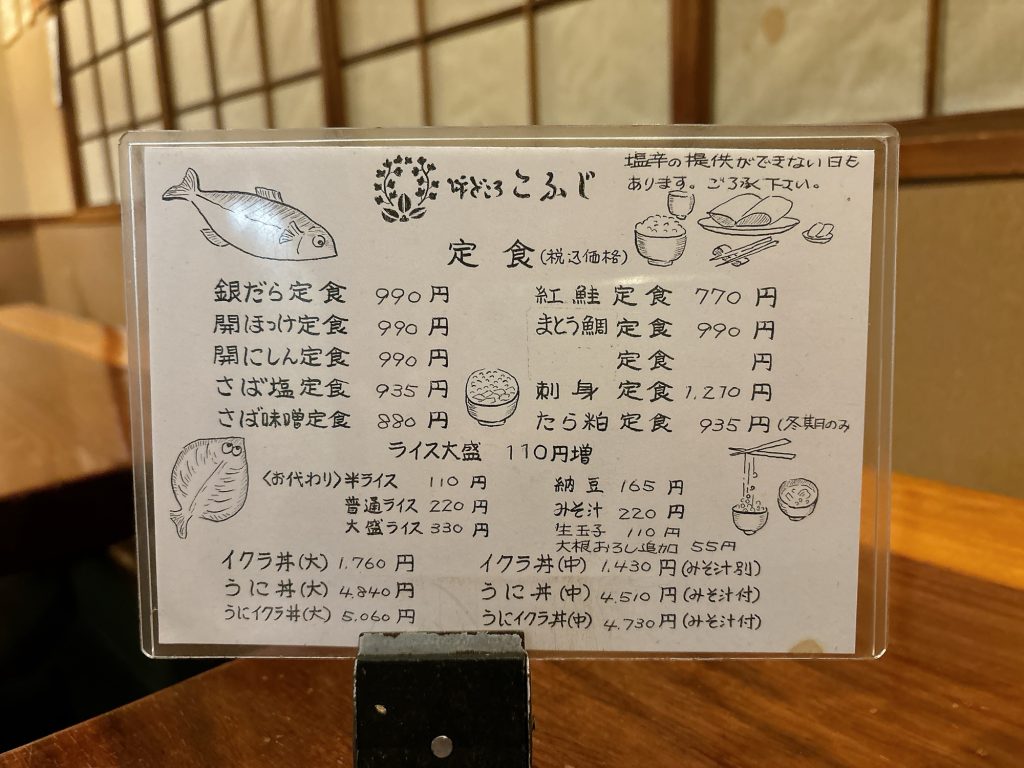 塩辛の提供ができない日も
あります。ご了承下さい。
味どころ こふじ
定食(税込価格)
銀だら定食 990円 紅鮭定食 770円
開ほっけ定食 990円 まとう鯛定食 990円
開にしん定食 990円 定食 円
さば塩定食 935円 刺身定食 1,270円
さば味噌定食 880円 たら粕定食 935円(冬期のみ
ライス大盛 110円増
〈お代わり〉半ライス 110円 納豆 165円
普通ライス 220円 みそ汁 220円
大盛ライス 330円 生玉子 110円
大根おろし追加 55円
イクラ丼(大) 1.760円 イクラ丼(中) 1.430円(みそ汁別)
うに丼(大) 4.840円 うに丼(中) 4.510円(みそ汁付)
うにイクラ丼(大) 5.060円 うにイクラ丼(中) 4.730円(みそ汁付)